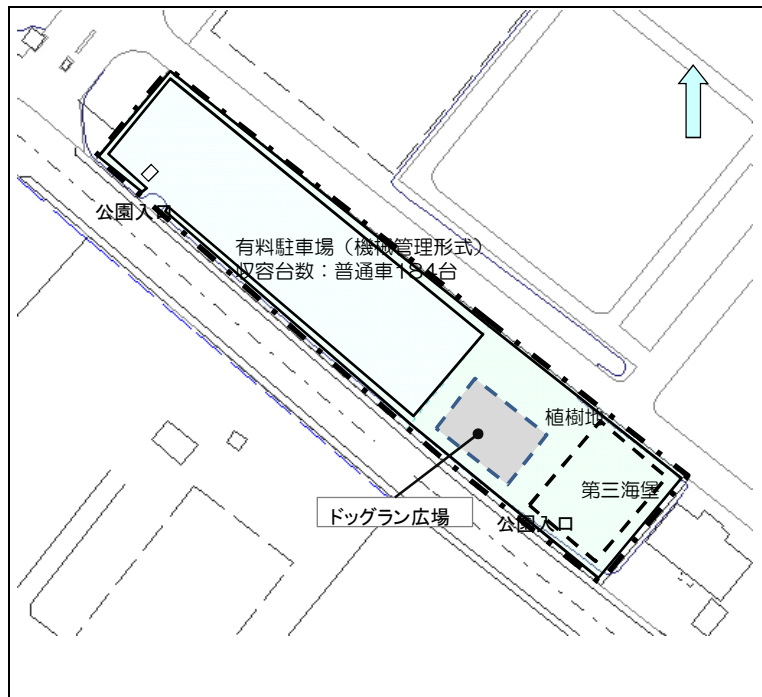 公園入口
有料駐車場（機械管理形式）
収容台数：普通車184台
植樹地
第三海堡
ドッグラン広場
公園入口